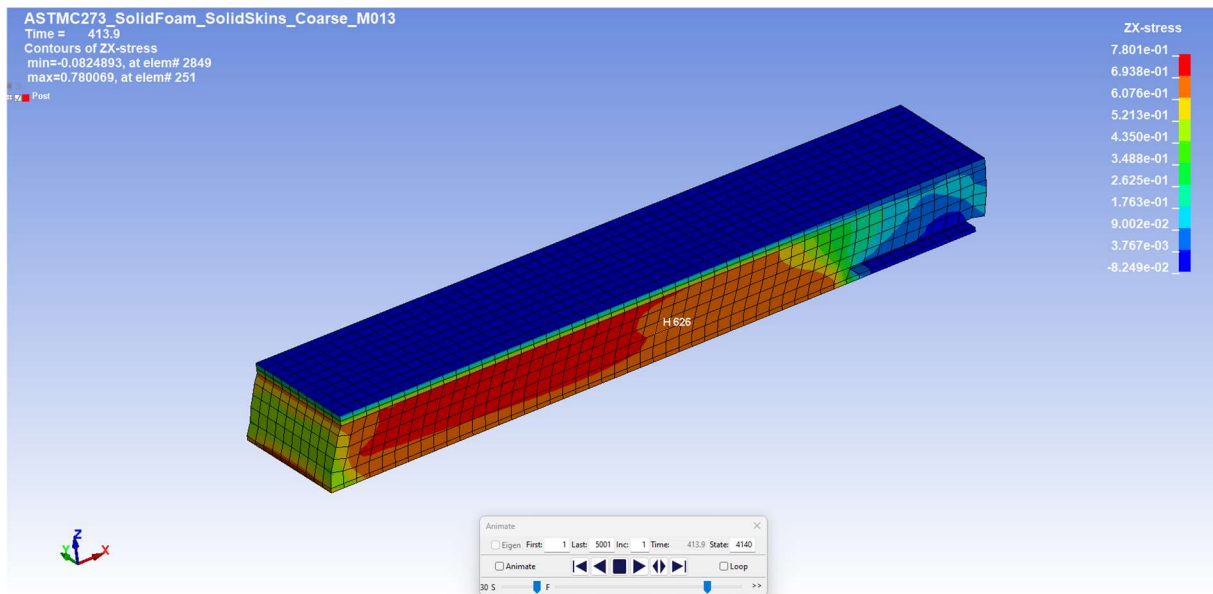 ASTMC273_SolidFoam_SolidSkins_Coarse_M013
Time = 413.9
Contours of ZX-stress
min=-0.0824893, at elem# 2849
max=0.780069, at elem# 251
Post
ZX-stress
7.801e-01
6.938e-01
6.076e-01
5.213e-01
4.350e-01
3.488e-01
2.625e-01
1.763e-01
9.002e-02
3.767e-03
-8.249e-02
H 626
Z
Y X
Animate
Eigen First: 1 Last: 5001 Inc: 1 Time: 413.9 State: 4140
Animate Loop
30 S F >>